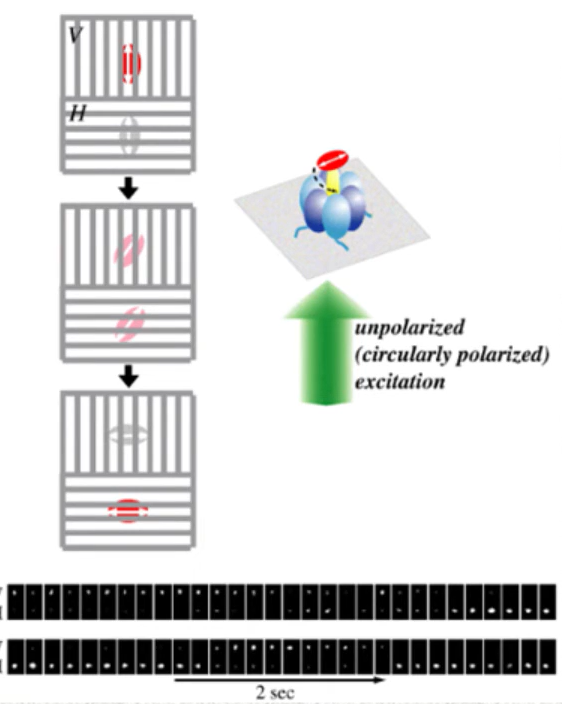 V
H
unpolarized
(circularly polarized)
excitation
2 sec